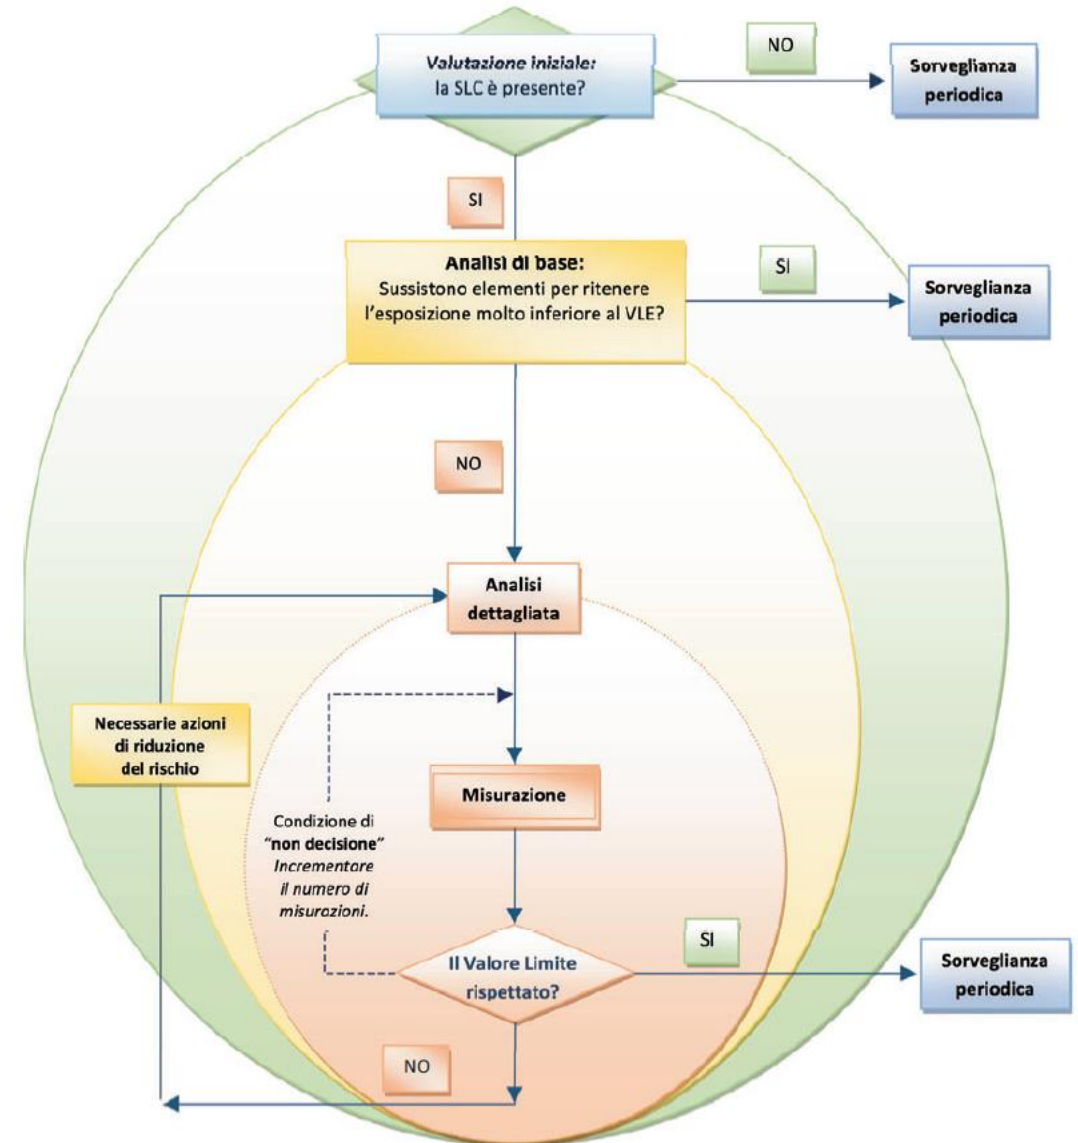 Valutazione iniziale:
la SLC è presente?
NO
Sorveglianza
periodica
SI
Analisi di base:
Sussistono elementi per ritenere
l'esposizione molto inferiore al VLE?
SI
Sorveglianza
periodica
NO
Analisi
dettagliata
Necessarie azioni
di riduzione
del rischio
Misurazione
Condizione di
"non decisione"
Incrementare
il numero di
misurazioni.
Il Valore Limite
rispettato?
SI
Sorveglianza
periodica
NO